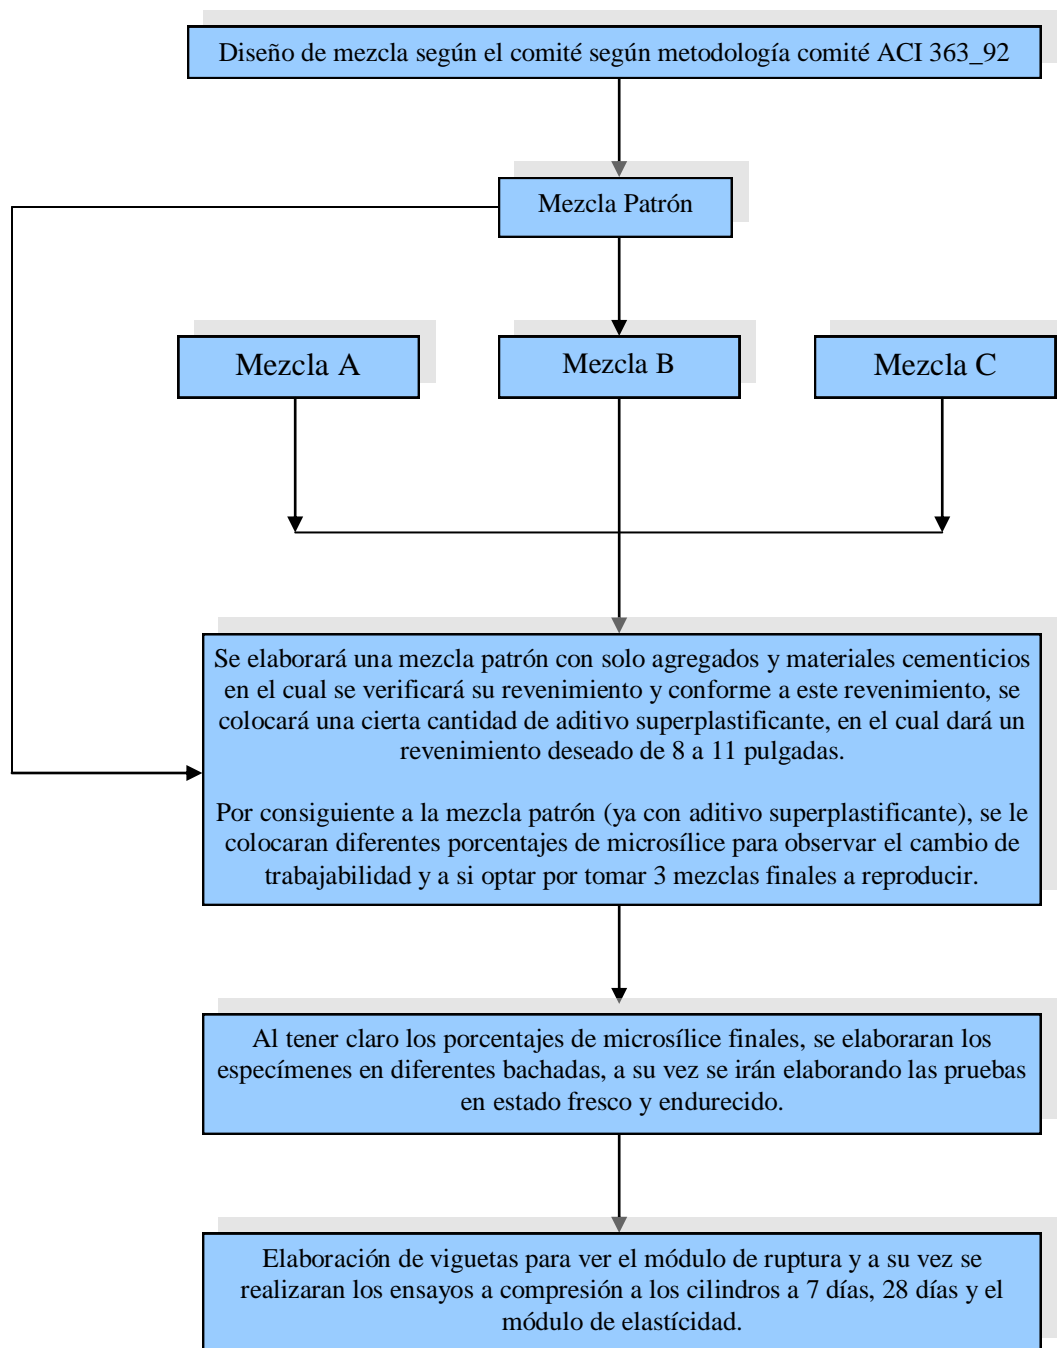 Diseño de mezcla según el comité según metodología comité ACI 363_92
Mezcla Patrón
Mezcla A
Mezcla B
Mezcla C
Se elaborará una mezcla patrón con solo agregados y materiales cementicios
en el cual se verificará su revenimiento y conforme a este revenimiento, se
colocará una cierta cantidad de aditivo superplastificante, en el cual dará un
revenimiento deseado de 8 a 11 pulgadas.
Por consiguiente a la mezcla patrón (ya con aditivo superplastificante), se le
colocaran diferentes porcentajes de microsílice para observar el cambio de
trabajabilidad y a si optar por tomar 3 mezclas finales a reproducir.
Al tener claro los porcentajes de microsílice finales, se elaboraran los
especímenes en diferentes bachadas, a su vez se irán elaborando las pruebas
en estado fresco y endurecido.
Elaboración de viguetas para ver el módulo de ruptura y a su vez se
realizaran los ensayos a compresión a los cilindros a 7 días, 28 días y el
módulo de elastícidad.